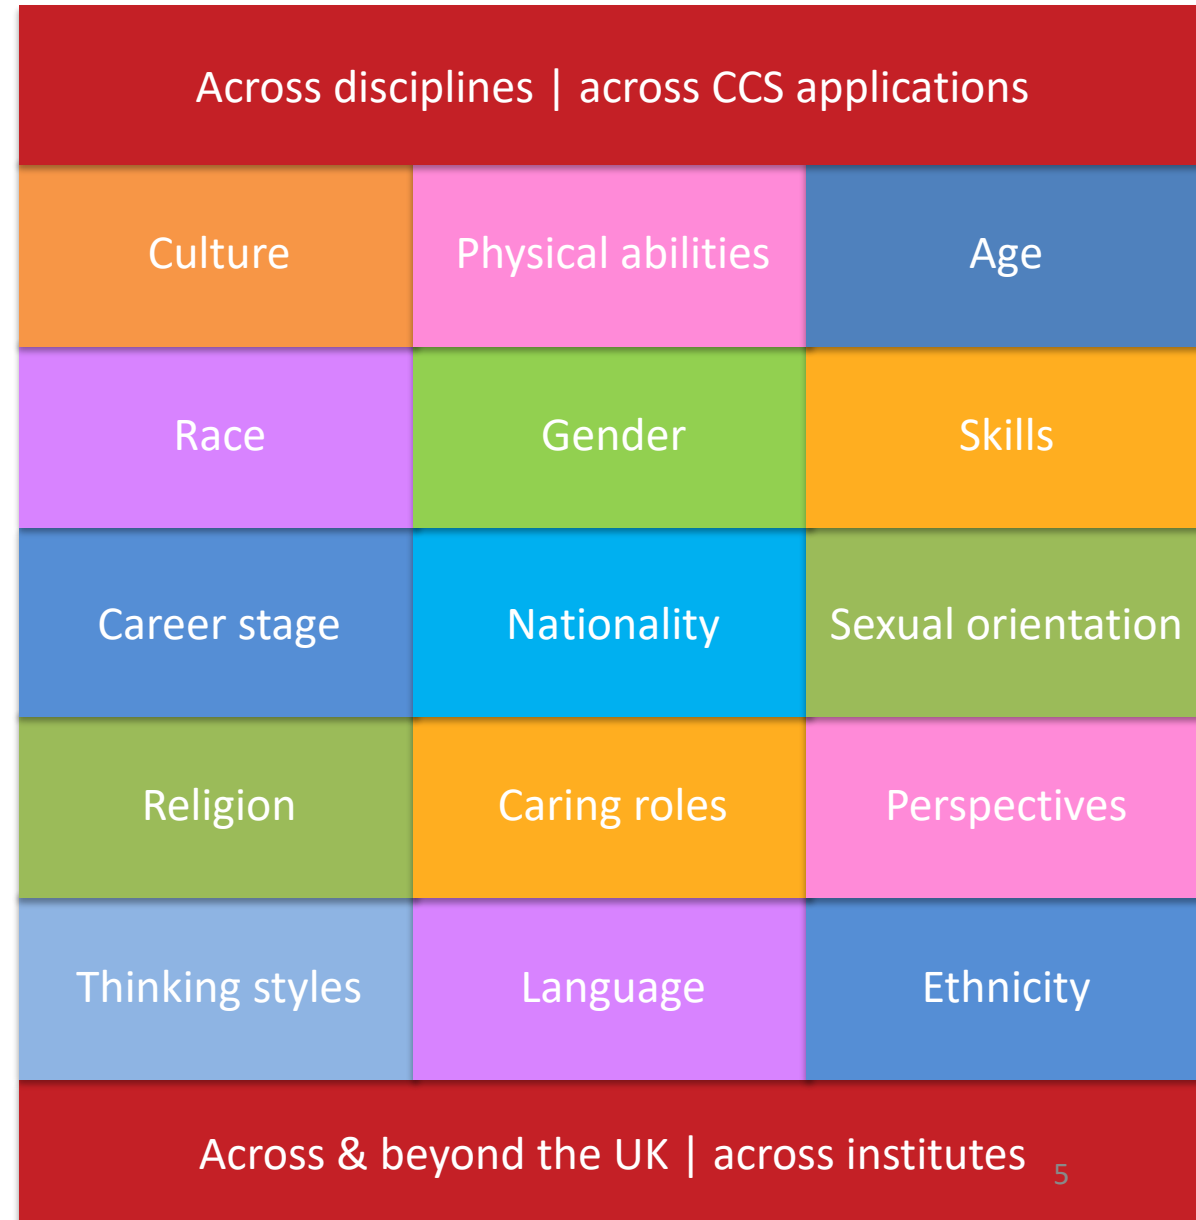 Across disciplines | across CCS applications
Culture
Physical abilities
Age
Race
Gender
Skills
Career stage
Nationality
Sexual orientation
Religion
Caring roles
Perspectives
Thinking styles
Language
Ethnicity
Across & beyond the UK | across institutes
5